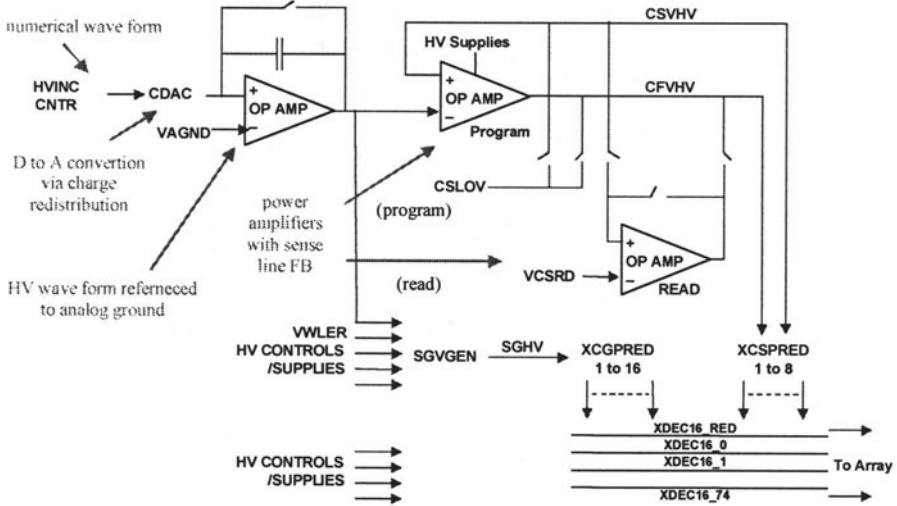 CSVHV
numerical wave form
HV Supplies
HVINC
CNTR
CDAC
+
OP AMP
−
VAGND
+
OP AMP
−
Program
CFVHV
D to A convertion
via charge
redistribution
CSLOV
power
amplifiers
with sense
line FB
(program)
(read)
+
OP AMP
−
READ
VCSRD
HV wave form referneced
to analog ground
VWLER
HV CONTROLS
/SUPPLIES
SGVGEN
SGHV
XCGPRED
1 to 16
XCSPRED
1 to 8
XDEC16_RED
XDEC16_0
XDEC16_1
To Array
XDEC16_74
HV CONTROLS
/SUPPLIES